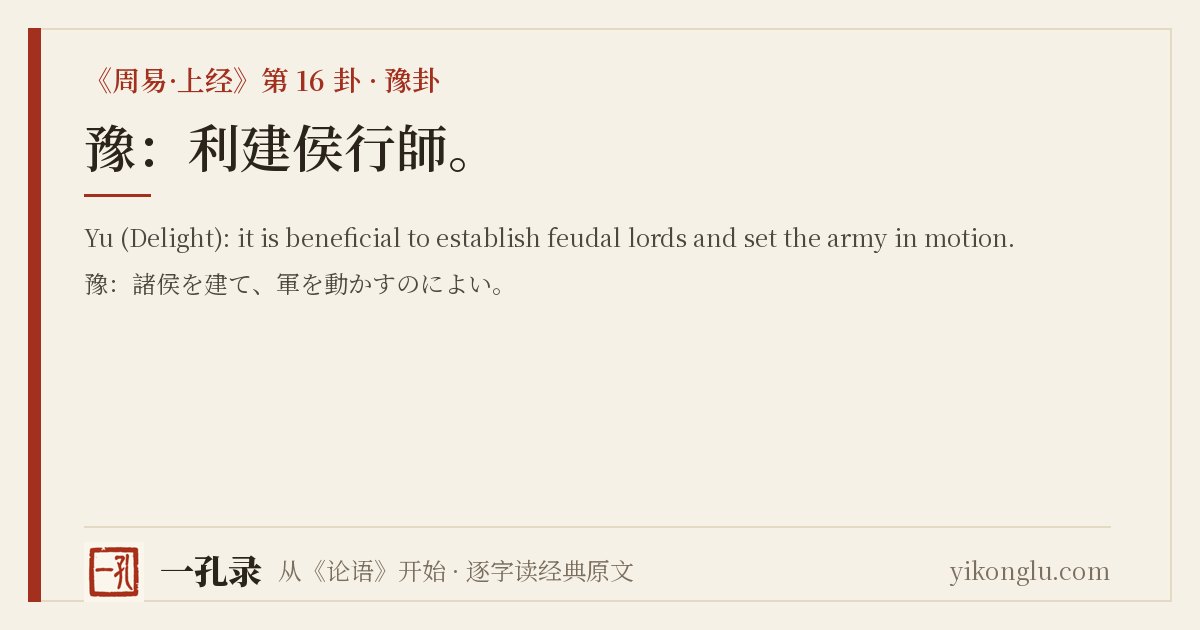 《周易·上经》第 16 卦 · 豫卦
豫：利建侯行師。
Yu (Delight): it is beneficial to establish feudal lords and set the army in motion.
豫：諸侯を建て、軍を動かすのによい。
一孔
一孔录 从《论语》开始 · 逐字读经典原文 yikonglu.com